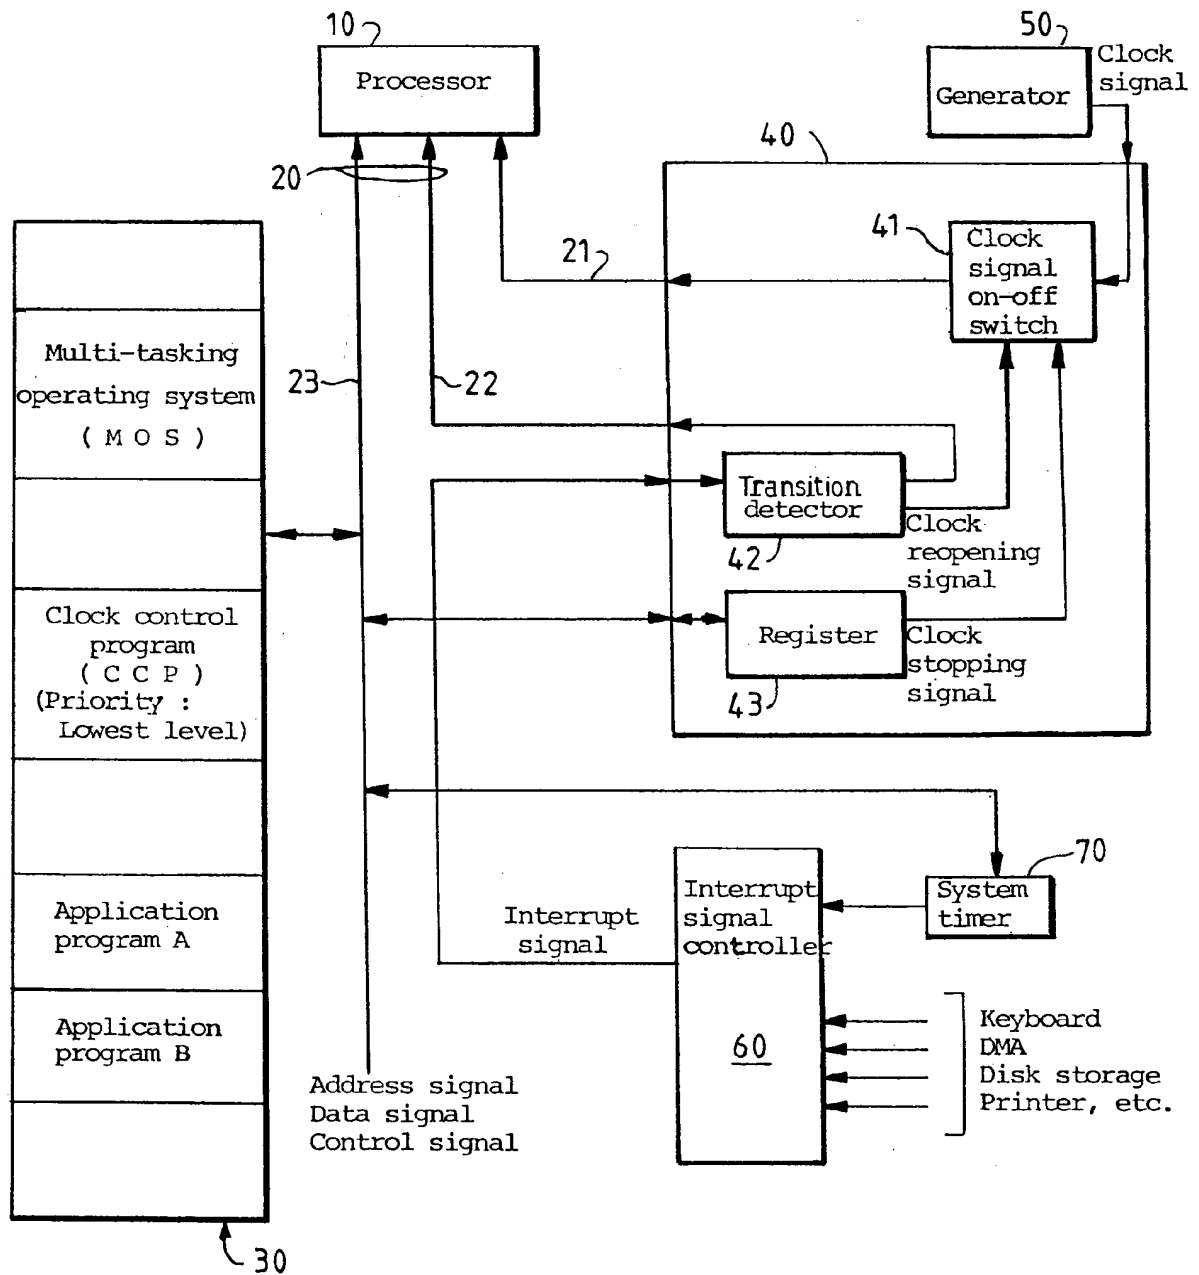 10
Processor
50
Clock
signal
Generator
40
20
41
Clock
signal
on-off
switch
21
Multi-tasking
operating system
( M O S )
23
22
Transition
detector
42
Clock
reopening
signal
Clock control
program
( C C P )
(Priority :
Lowest level)
Register
43
Clock
stopping
signal
70
System
timer
Interrupt
signal
controller
60
Interrupt
signal
Application
program A
Application
program B
Keyboard
DMA
Disk storage
Printer, etc.
Address signal
Data signal
Control signal
30